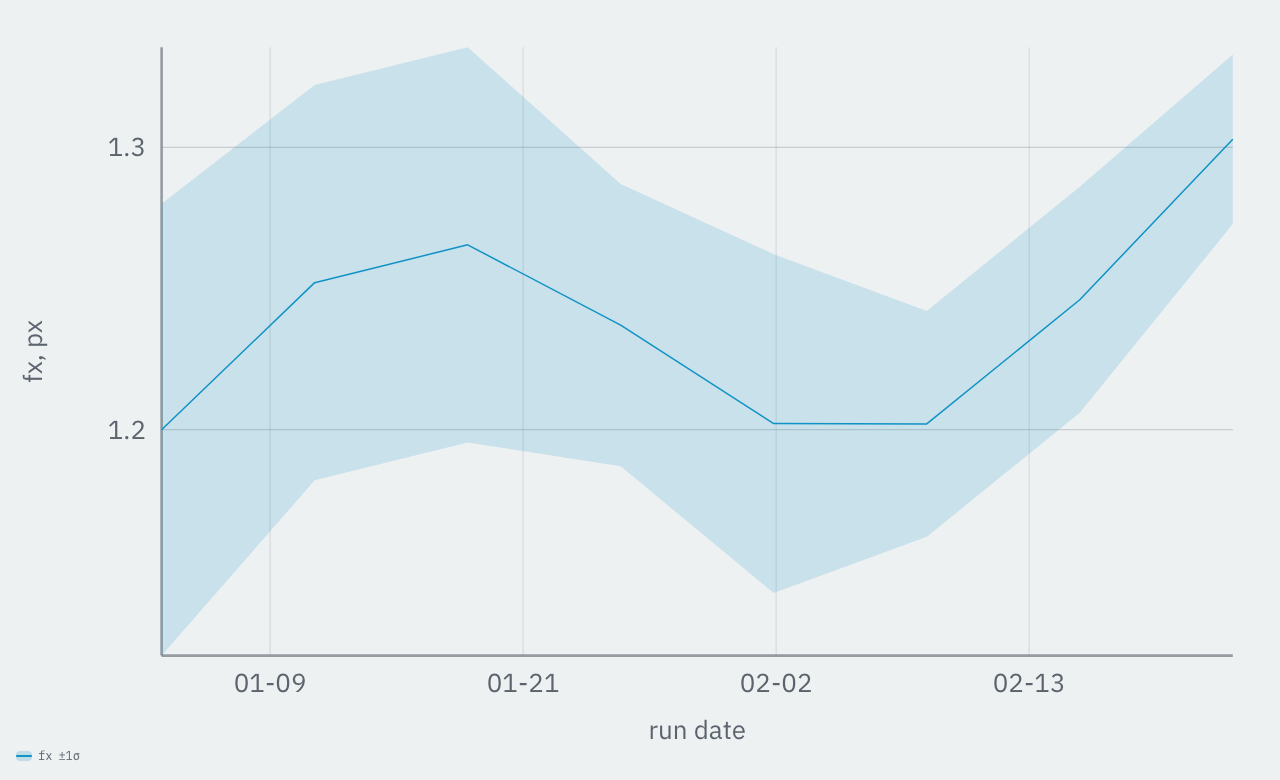 1.3
1.2
fx, px
01-09
01-21
02-02
02-13
run date
fx ±1σ